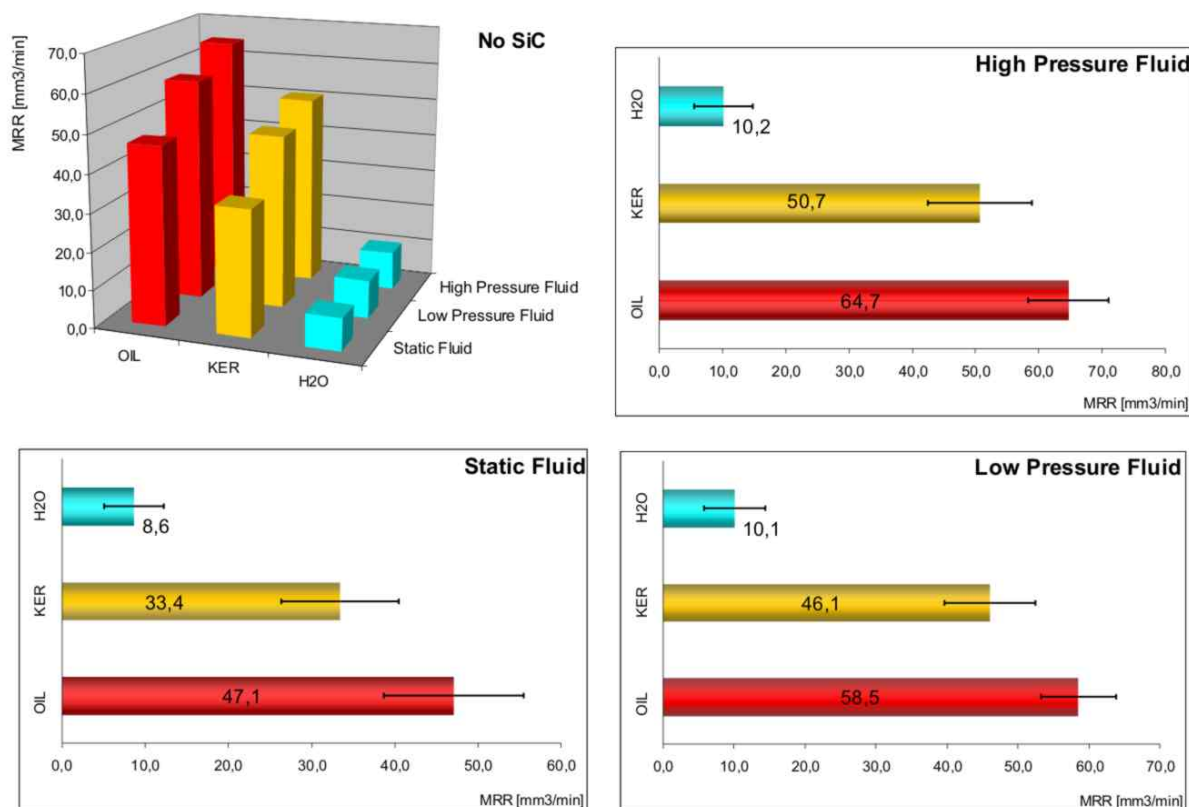 No SiC
MRR [mm3/min]
70,0
60,0
50,0
40,0
30,0
20,0
10,0
0,0
OIL
KER
H2O
High Pressure Fluid
Low Pressure Fluid
Static Fluid
High Pressure Fluid
H2O
10,2
KER
50,7
OIL
64,7
0,0 10,0 20,0 30,0 40,0 50,0 60,0 70,0 80,0
MRR [mm3/min]
Static Fluid
H2O
8,6
KER
33,4
OIL
47,1
0,0 10,0 20,0 30,0 40,0 50,0 60,0
MRR [mm3/min]
Low Pressure Fluid
H2O
10,1
KER
46,1
OIL
58,5
0,0 10,0 20,0 30,0 40,0 50,0 60,0 70,0
MRR [mm3/min]